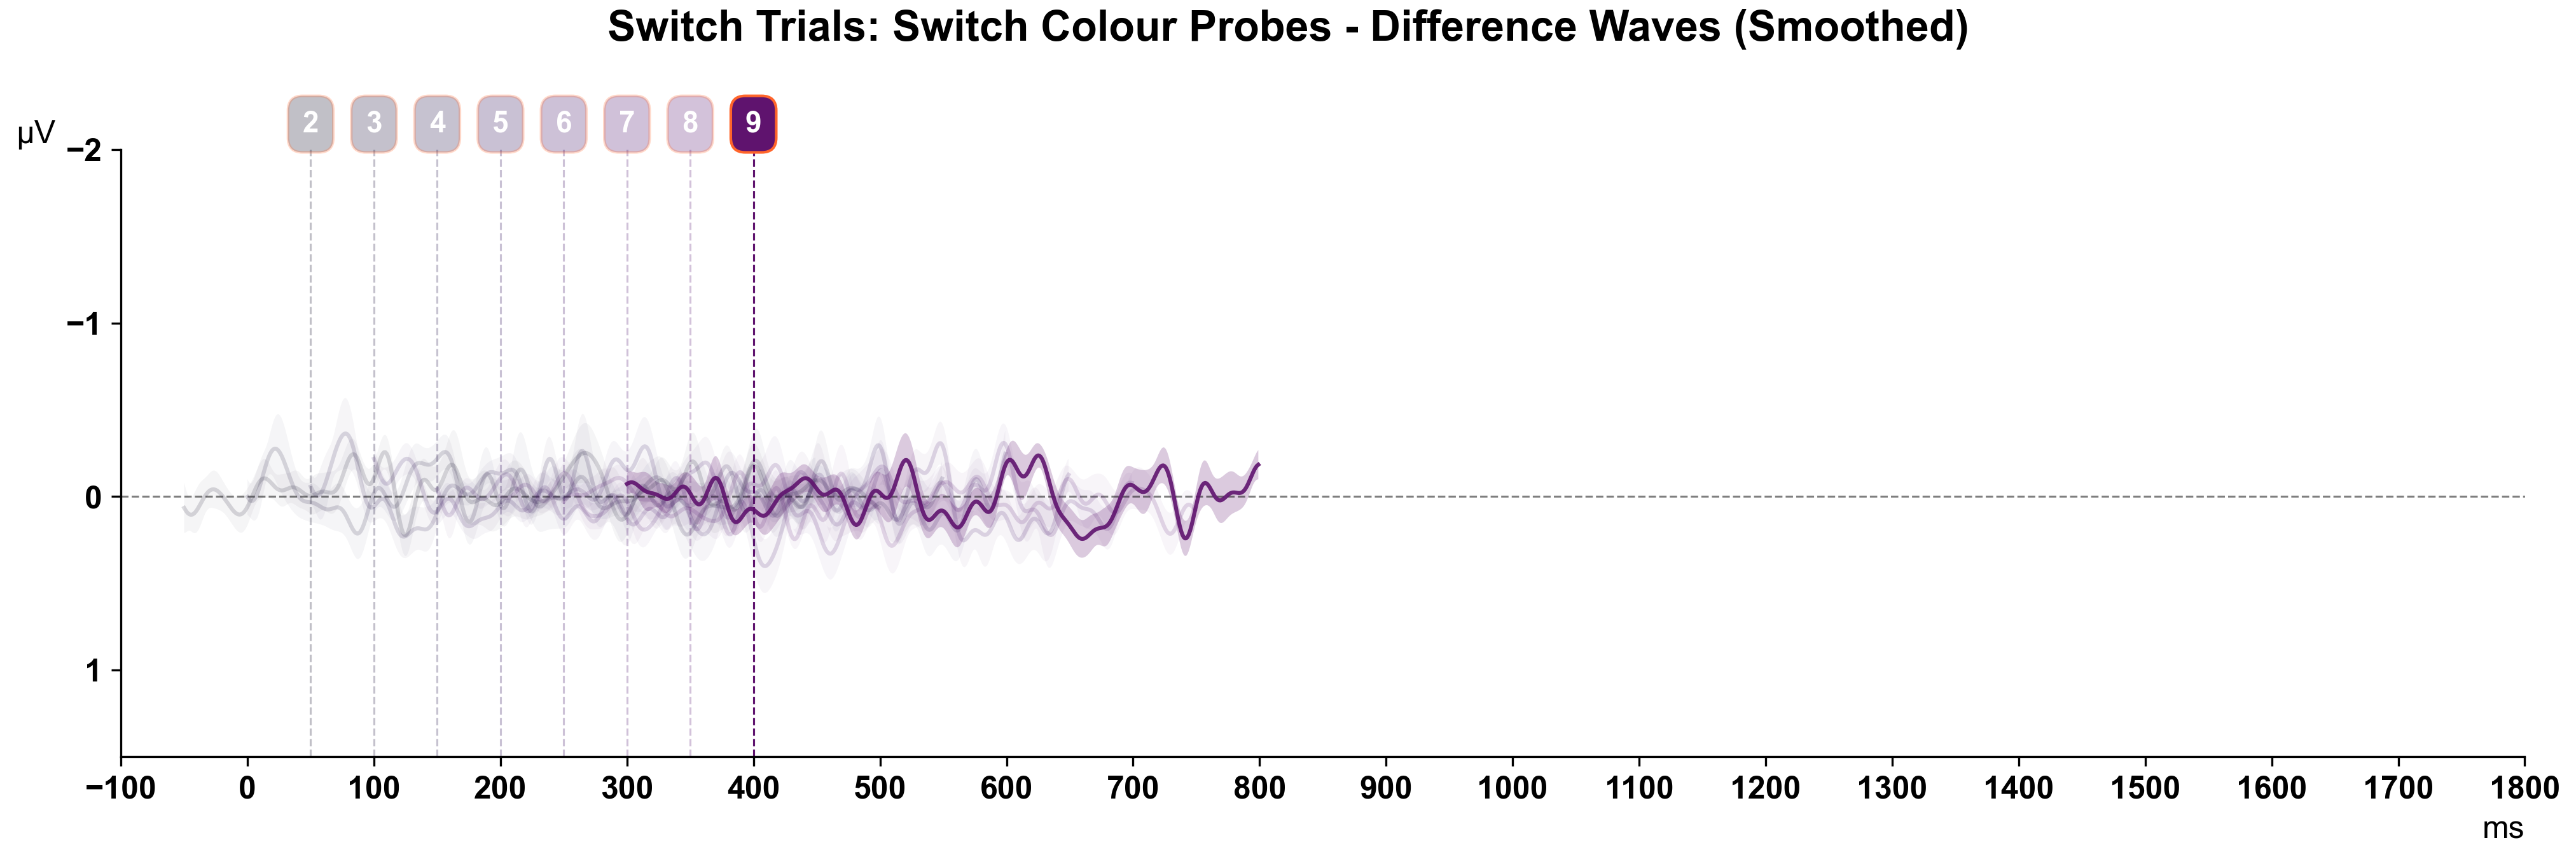 Switch Trials: Switch Colour Probes - Difference Waves (Smoothed)
2 3 4 5 6 7 8 9
µV
−2
−1
0
1
−100 0 100 200 300 400 500 600 700 800 900 1000 1100 1200 1300 1400 1500 1600 1700 1800
ms